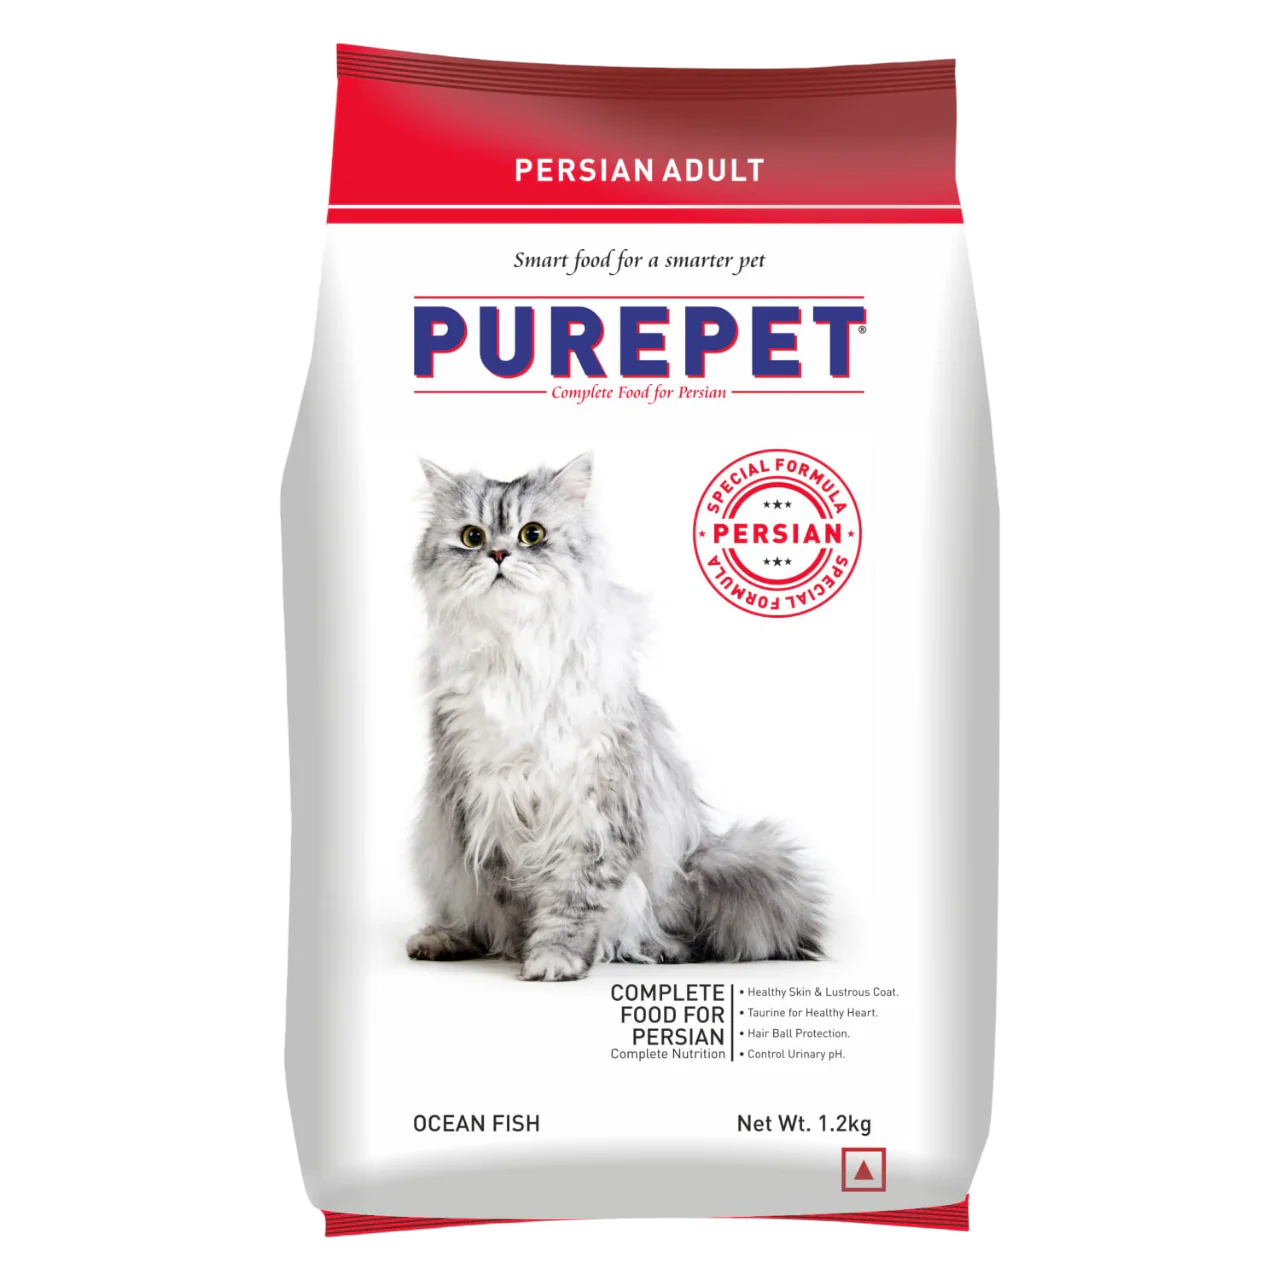 PERSIAN ADULT
Smart food for a smarter pet
PUREPET®
Complete Food for Persian
SPECIAL FORMULA
★ PERSIAN ★
SPECIAL FORMULA
COMPLETE
FOOD FOR
PERSIAN
Complete Nutrition
• Healthy Skin & Lustrous Coat.
• Taurine for Healthy Heart.
• Hair Ball Protection.
• Control Urinary pH.
OCEAN FISH
Net Wt. 1.2kg